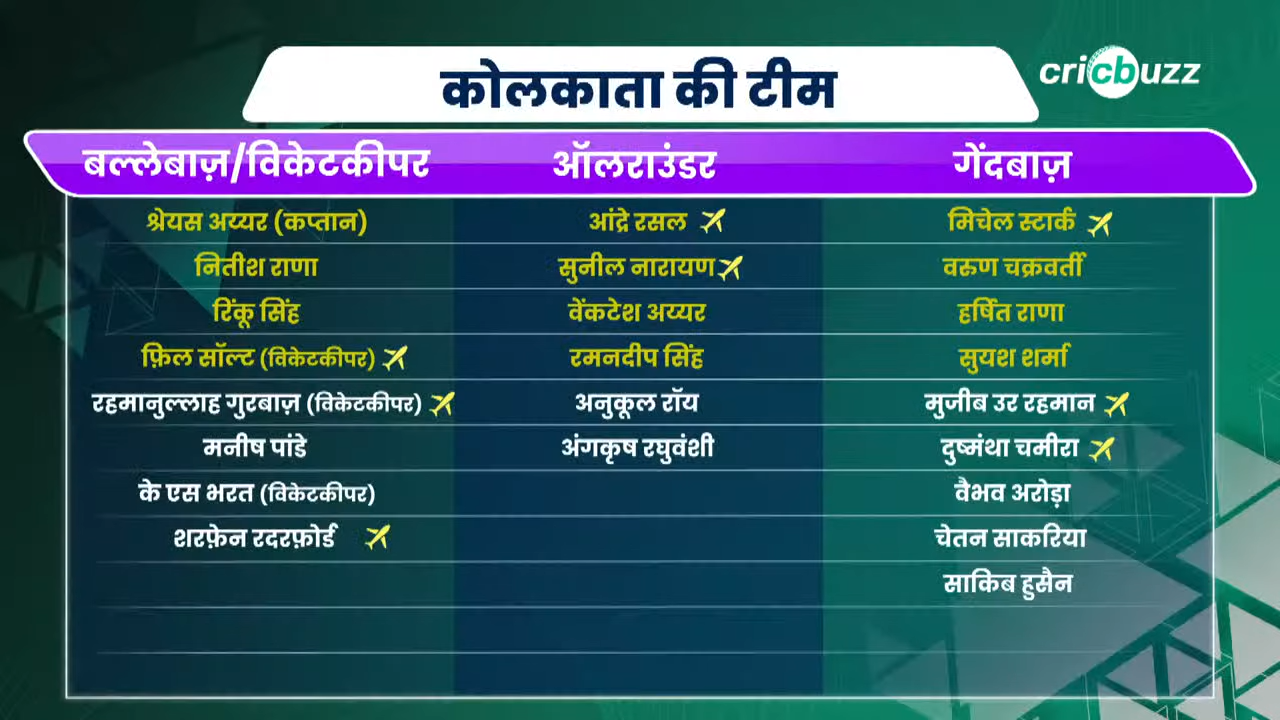 कोलकाता की टीम
cricbuzz
बल्लेबाज़/विकेटकीपर
ऑलराउंडर
गेंदबाज़
श्रेयस अय्यर (कप्तान)
आंद्रे रसल
मिचेल स्टार्क
नितीश राणा
सुनील नारायण
वरुण चक्रवर्ती
रिंकू सिंह
वेंकटेश अय्यर
हर्षित राणा
फ़िल सॉल्ट (विकेटकीपर)
रमनदीप सिंह
सुयश शर्मा
रहमानुल्लाह गुरबाज़ (विकेटकीपर)
अनुकूल रॉय
मुजीब उर रहमान
मनीष पांडे
अंगकृष रघुवंशी
दुष्मंथा चमीरा
के एस भरत (विकेटकीपर)
वैभव अरोड़ा
शरफ़ेन रदरफ़ोर्ड
चेतन साकरिया
साकिब हुसैन